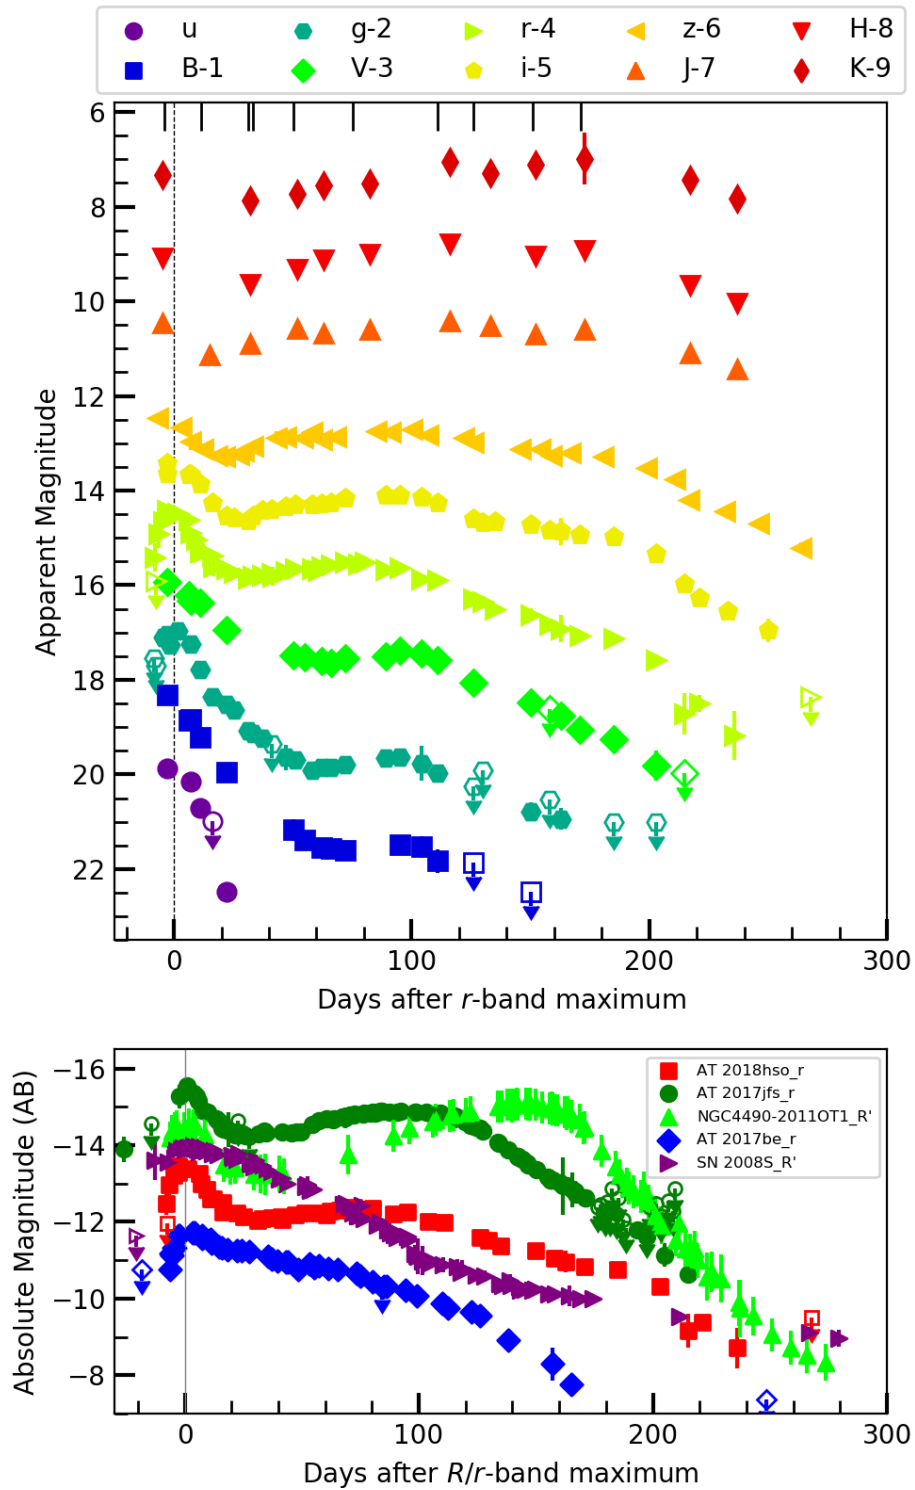 u g-2 r-4 z-6 H-8
B-1 V-3 i-5 J-7 K-9
6
8
10
12
14
16
18
20
22
Apparent Magnitude
0 100 200 300
Days after r-band maximum
−16
−14
−12
−10
−8
Absolute Magnitude (AB)
AT 2018hso_r
AT 2017jfs_r
NGC4490-2011OT1_R'
AT 2017be_r
SN 2008S_R'
0 100 200 300
Days after R/r-band maximum